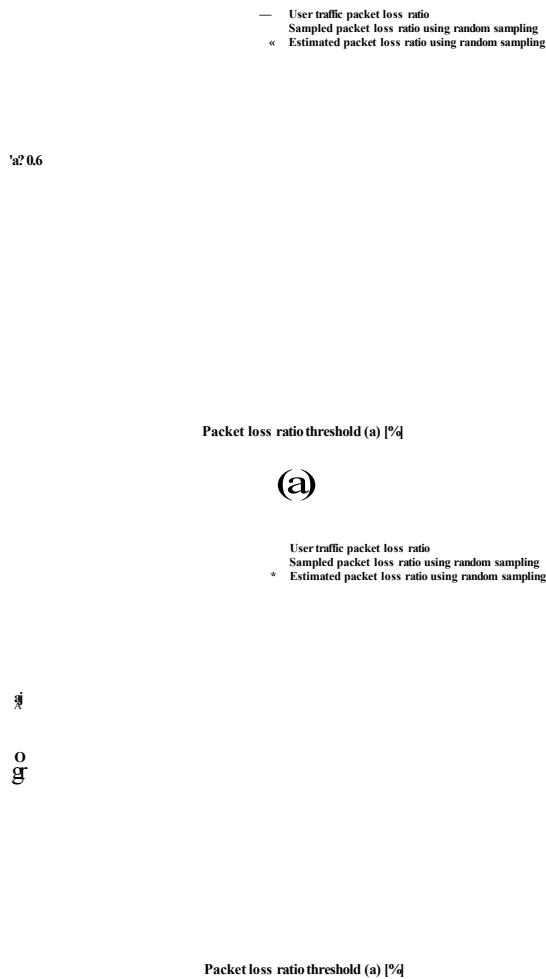 — User traffic packet loss ratio
Sampled packet loss ratio using random sampling
« Estimated packet loss ratio using random sampling
'a? 0.6
Packet loss ratio threshold (a) [%]
(a)
User traffic packet loss ratio
Sampled packet loss ratio using random sampling
* Estimated packet loss ratio using random sampling
A
o
gr
Packet loss ratio threshold (a) [%]